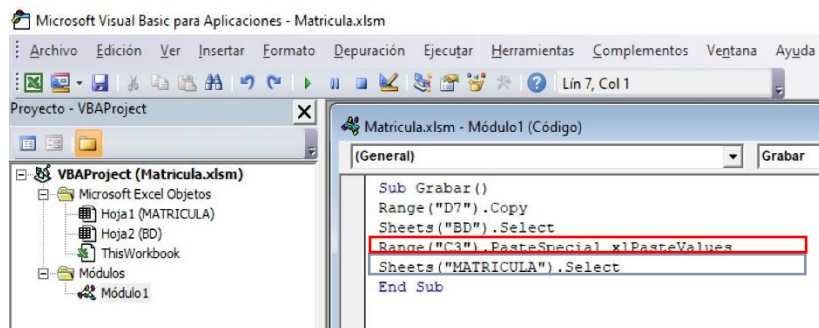 Microsoft Visual Basic para Aplicaciones - Matricula.xlsm
Archivo Edición Ver Insertar Formato Depuración Ejecutar Herramientas Complementos Ventana Ayuda
Lín 7, Col 1
Proyecto - VBAProject
VBAProject (Matricula.xlsm)
Microsoft Excel Objetos
Hoja1 (MATRICULA)
Hoja2 (BD)
ThisWorkbook
Módulos
Módulo1
Matricula.xlsm - Módulo1 (Código)
(General) Grabar
Sub Grabar()
Range("D7").Copy
Sheets("BD").Select
Range("C3").PasteSpecial xlPasteValues
Sheets("MATRICULA").Select
End Sub